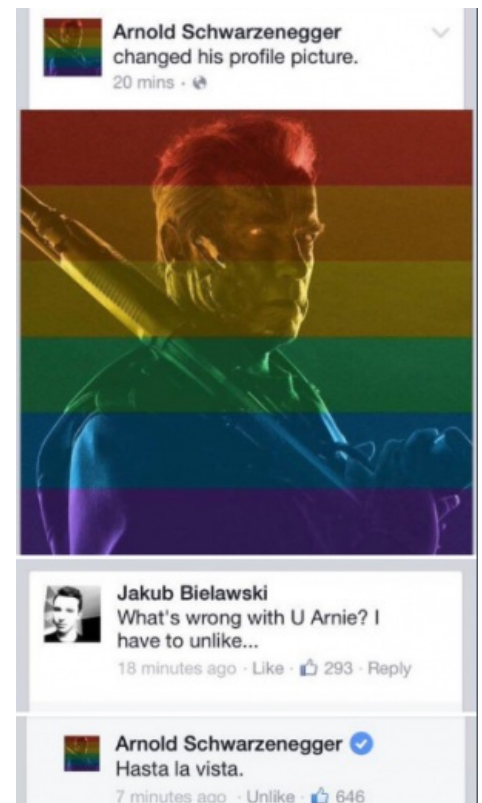 Arnold Schwarzenegger
changed his profile picture.
20 mins ·
Jakub Bielawski
What's wrong with U Arnie? I
have to unlike...
18 minutes ago · Like · 293 · Reply
Arnold Schwarzenegger
Hasta la vista.
7 minutes ago · Unlike · 646